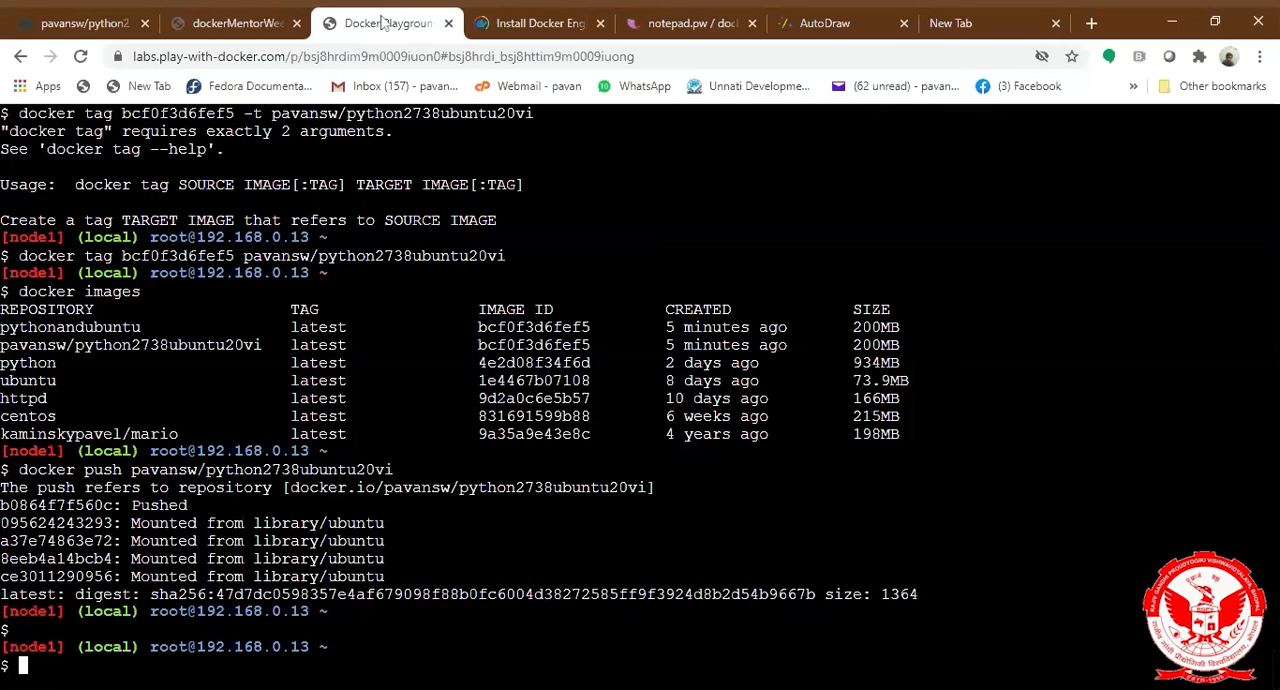 pavansw/python2
dockerMentorWee
Docker Playgroun
Install Docker Eng
notepad.pw / doc
AutoDraw
New Tab
labs.play-with-docker.com/p/bsj8hrdim9m0009iuon0#bsj8hrdi_bsj8httim9m0009iuong
Apps
New Tab
Fedora Documenta...
Inbox (157) - pavan...
Webmail - pavan
WhatsApp
Unnati Developme...
(62 unread) - pavan...
(3) Facebook
»
Other bookmarks
$ docker tag bcf0f3d6fef5 -t pavansw/python2738ubuntu20vi
"docker tag" requires exactly 2 arguments.
See 'docker tag --help'.
Usage:  docker tag SOURCE IMAGE[:TAG] TARGET IMAGE[:TAG]
Create a tag TARGET IMAGE that refers to SOURCE IMAGE
[node1] (local) root@192.168.0.13 ~
$ docker tag bcf0f3d6fef5 pavansw/python2738ubuntu20vi
[node1] (local) root@192.168.0.13 ~
$ docker images
REPOSITORY TAG IMAGE ID CREATED SIZE
pythonandubuntu latest bcf0f3d6fef5 5 minutes ago 200MB
pavansw/python2738ubuntu20vi latest bcf0f3d6fef5 5 minutes ago 200MB
python latest 4e2d08f34f6d 2 days ago 934MB
ubuntu latest 1e4467b07108 8 days ago 73.9MB
httpd latest 9d2a0c6e5b57 10 days ago 166MB
centos latest 831691599b88 6 weeks ago 215MB
kaminskypavel/mario latest 9a35a9e43e8c 4 years ago 198MB
[node1] (local) root@192.168.0.13 ~
$ docker push pavansw/python2738ubuntu20vi
The push refers to repository [docker.io/pavansw/python2738ubuntu20vi]
b0864f7f560c: Pushed
095624243293: Mounted from library/ubuntu
a37e74863e72: Mounted from library/ubuntu
8eeb4a14bcb4: Mounted from library/ubuntu
ce3011290956: Mounted from library/ubuntu
latest: digest: sha256:47d7dc0598357e4af679098f88b0fc6004d38272585ff9f3924d8b2d54b9667b size: 1364
[node1] (local) root@192.168.0.13 ~
$
[node1] (local) root@192.168.0.13 ~
$